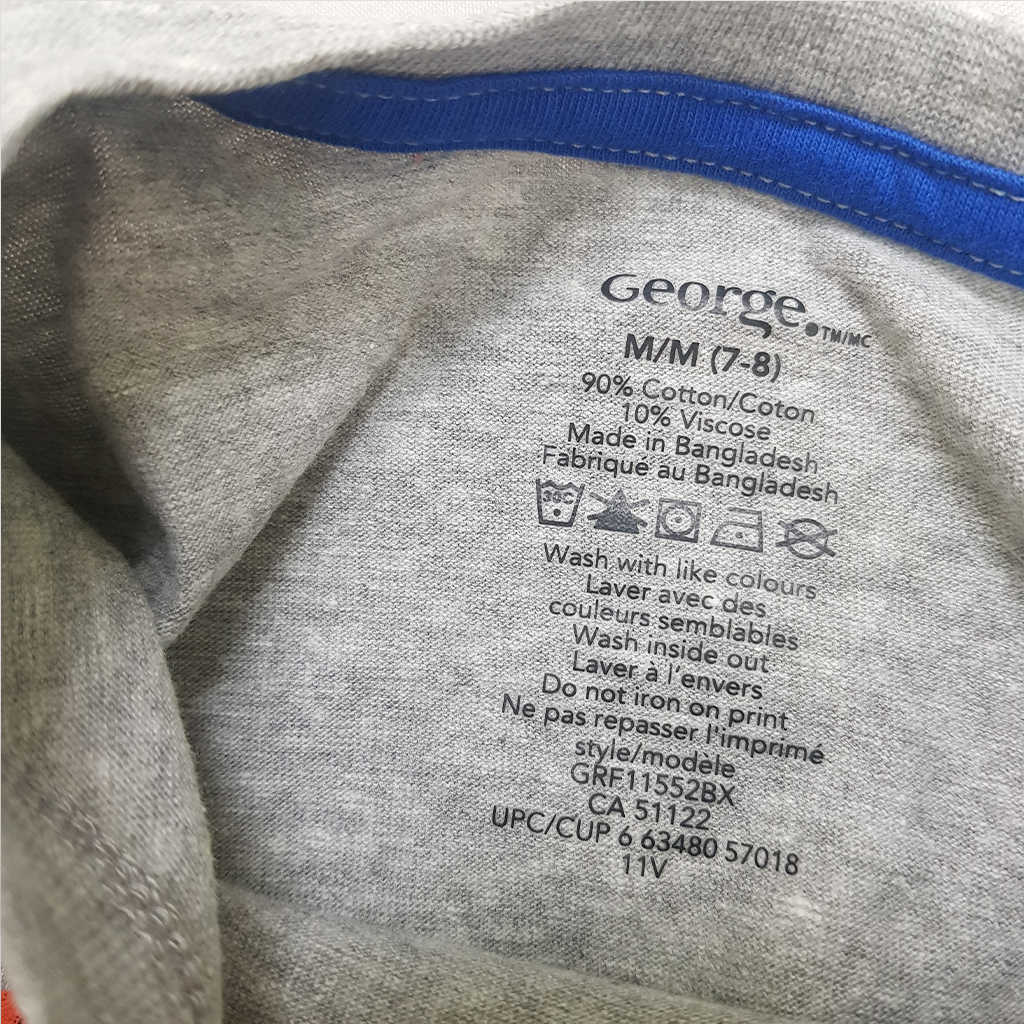 George. TM/MC
M/M (7-8)
90% Cotton/Coton
10% Viscose
Made in Bangladesh
Fabriqué au Bangladesh
30C
Wash with like colours
Laver avec des
couleurs semblables
Wash inside out
Laver à l'envers
Do not iron on print
Ne pas repasser l'imprimé
style/modèle
GRF11552BX
CA 51122
UPC/CUP 6 63480 57018
11V